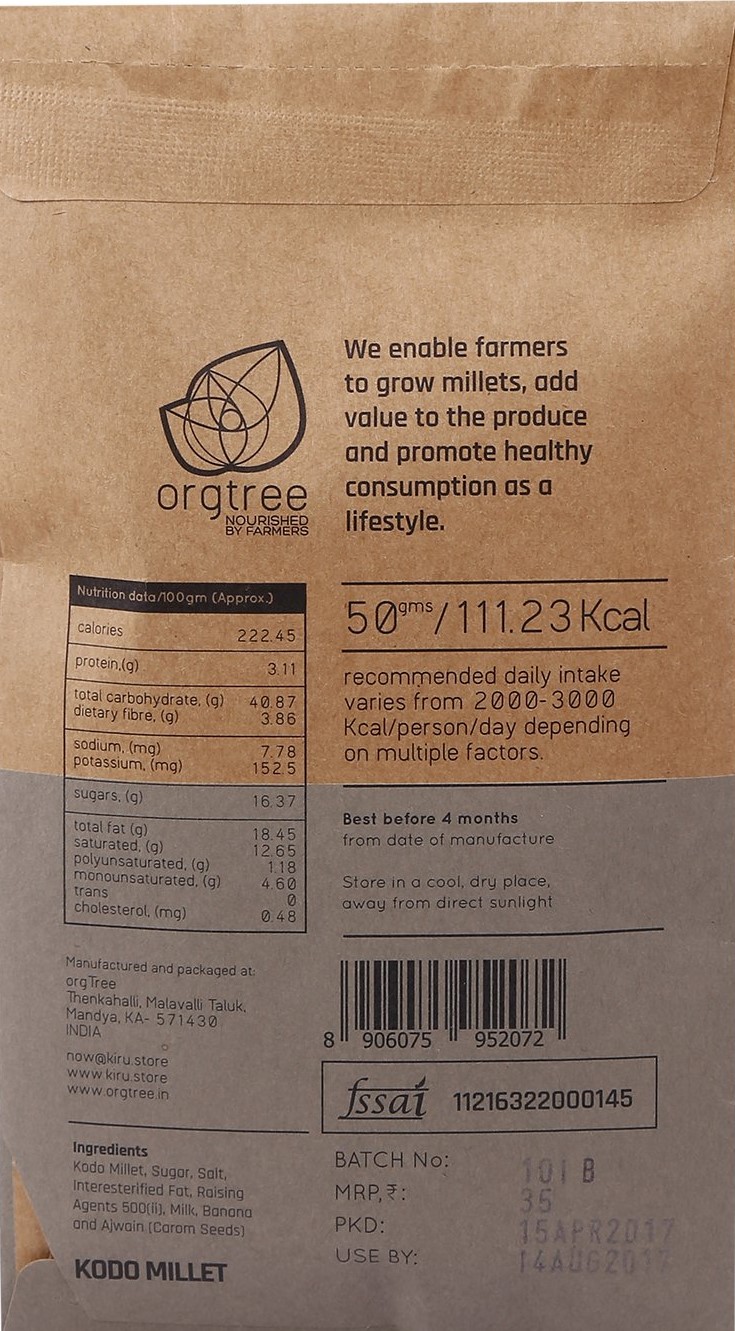 We enable farmers
to grow millets, add
value to the produce
and promote healthy
consumption as a
lifestyle.
orgtree
NOURISHED
BY FARMERS
Nutrition data/100gm (Approx.)
calories 222.45
protein,(g) 3.11
total carbohydrate, (g) 40.87
dietary fibre, (g) 3.86
sodium, (mg) 7.78
potassium, (mg) 152.5
sugars, (g) 16.37
total fat (g) 18.45
saturated, (g) 12.65
polyunsaturated, (g) 1.18
monounsaturated, (g) 4.60
trans 0
cholesterol, (mg) 0.48
50gms/111.23 Kcal
recommended daily intake
varies from 2000-3000
Kcal/person/day depending
on multiple factors.
Best before 4 months
from date of manufacture
Store in a cool, dry place,
away from direct sunlight
Manufactured and packaged at:
orgTree
Thenkahalli, Malavalli Taluk,
Mandya, KA- 571430
INDIA
now@kiru.store
www.kiru.store
www.orgtree.in
8 906075 952072
fssai 11216322000145
Ingredients
Kodo Millet, Sugar, Salt,
Interesterified Fat, Raising
Agents 500(ii), Milk, Banana
and Ajwain (Carom Seeds)
KODO MILLET
BATCH No: 101 B
MRP,₹: 35
PKD: 15APR2017
USE BY: 14AUG2017